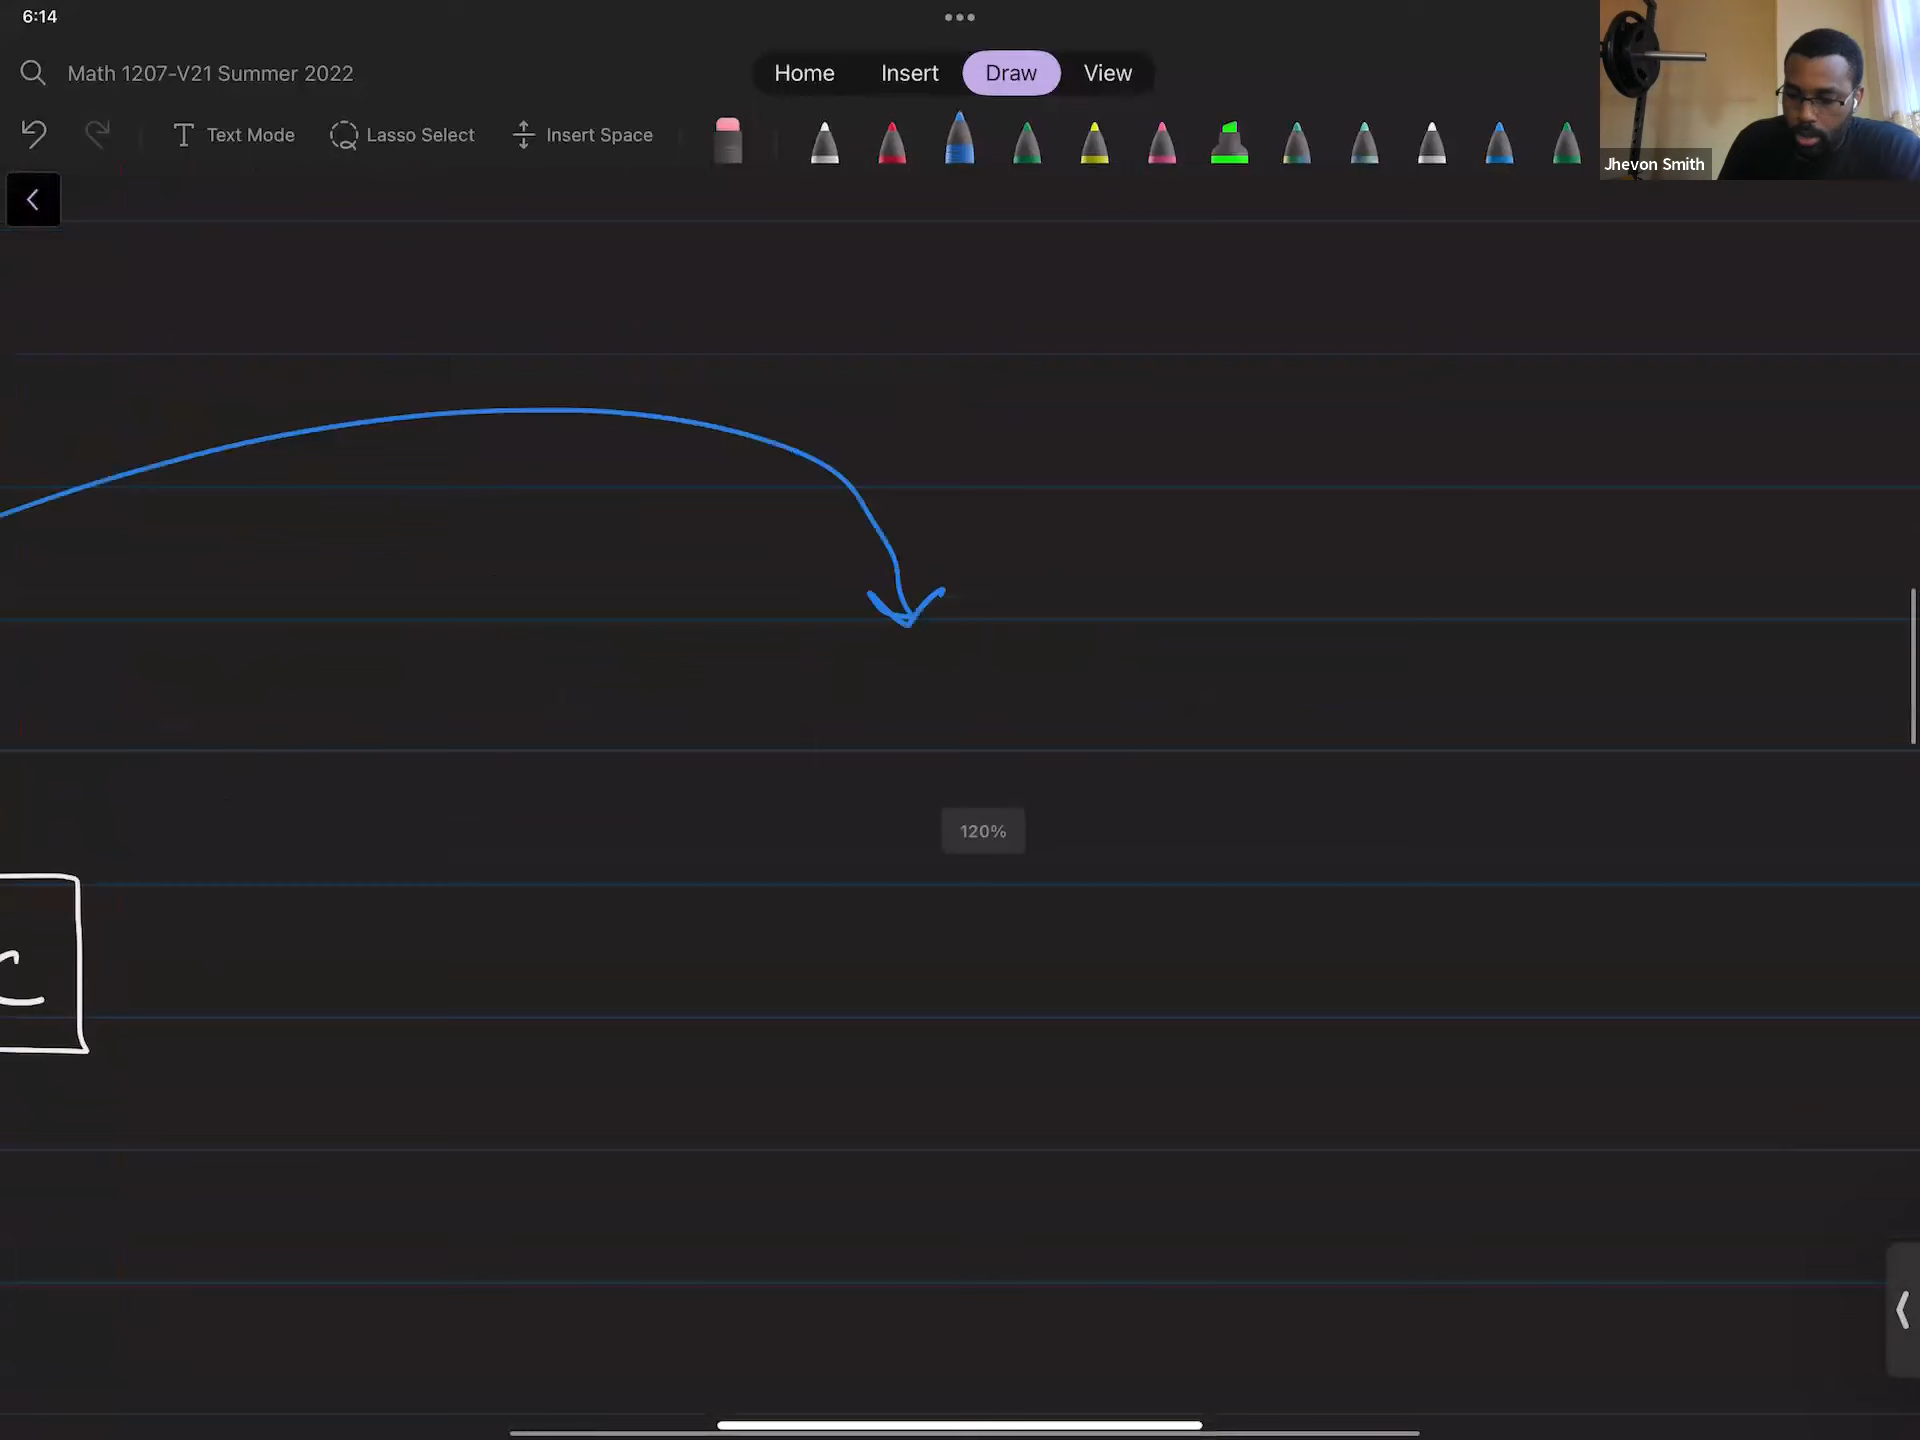 6:14
Math 1207-V21 Summer 2022
Home Insert Draw View
Text Mode Lasso Select Insert Space
Jhevon Smith
120%
C